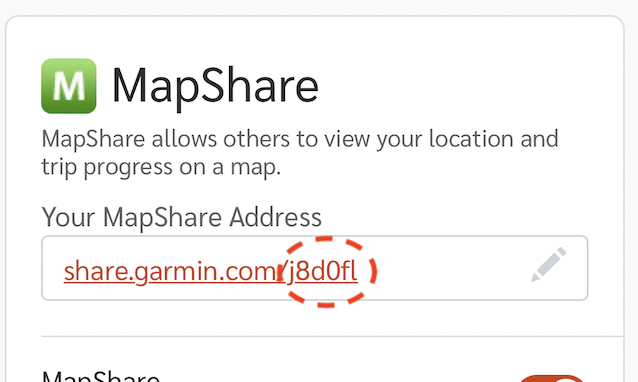 M MapShare
MapShare allows others to view your location and
trip progress on a map.
Your MapShare Address
share.garmin.com/j8d0fl
MapShare